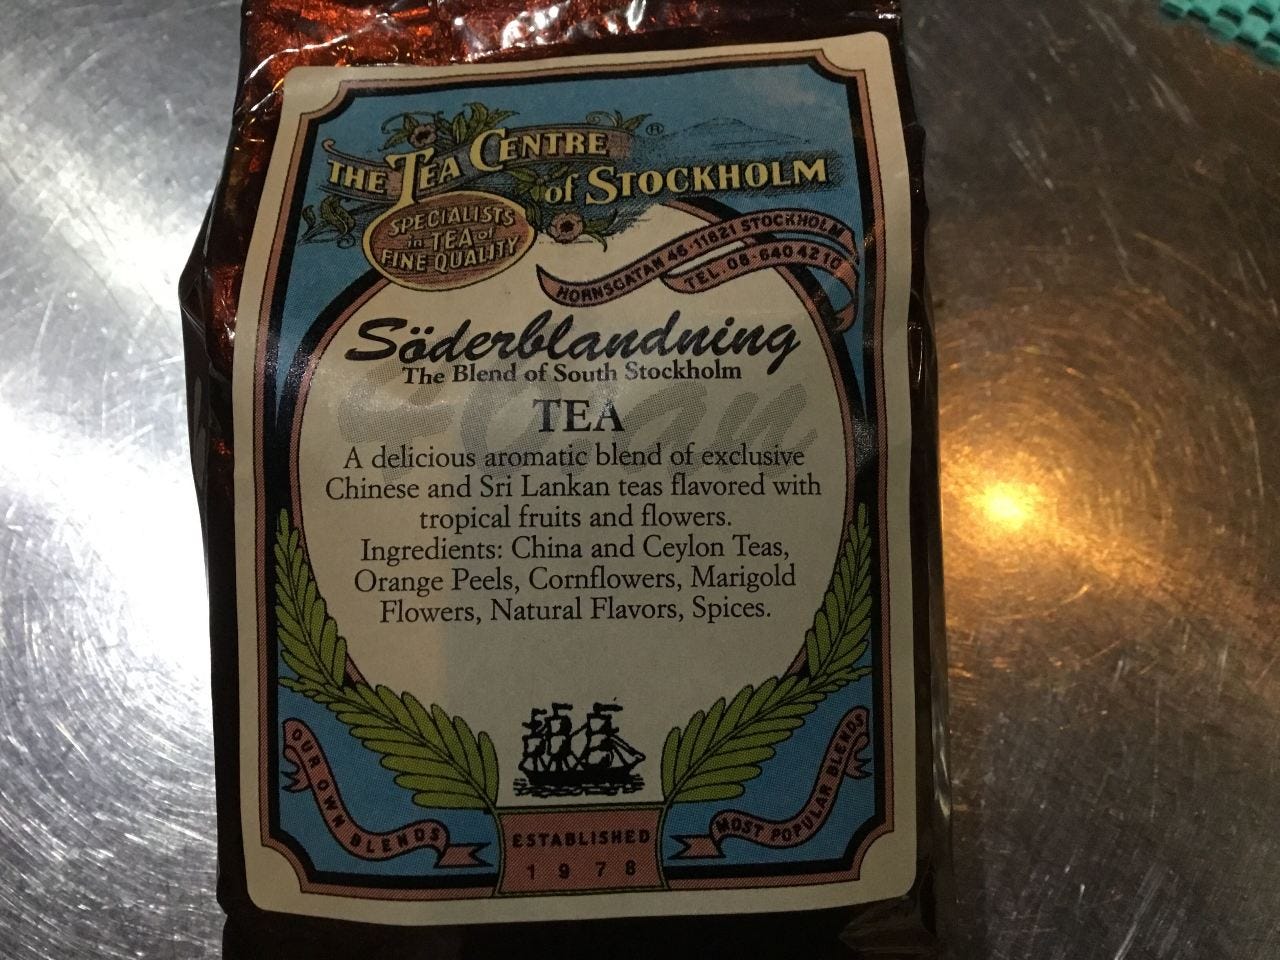 THE TEA CENTRE
of STOCKHOLM
®
SPECIALISTS
in TEA of
FINE QUALITY
HORNSGATAN 46·11821 STOCKHOLM
TEL. 08-640 42 10
Söderblandning
The Blend of South Stockholm
TEA
A delicious aromatic blend of exclusive
Chinese and Sri Lankan teas flavored with
tropical fruits and flowers.
Ingredients: China and Ceylon Teas,
Orange Peels, Cornflowers, Marigold
Flowers, Natural Flavors, Spices.
OUR OWN BLENDS
ESTABLISHED
1978
MOST POPULAR BLENDS